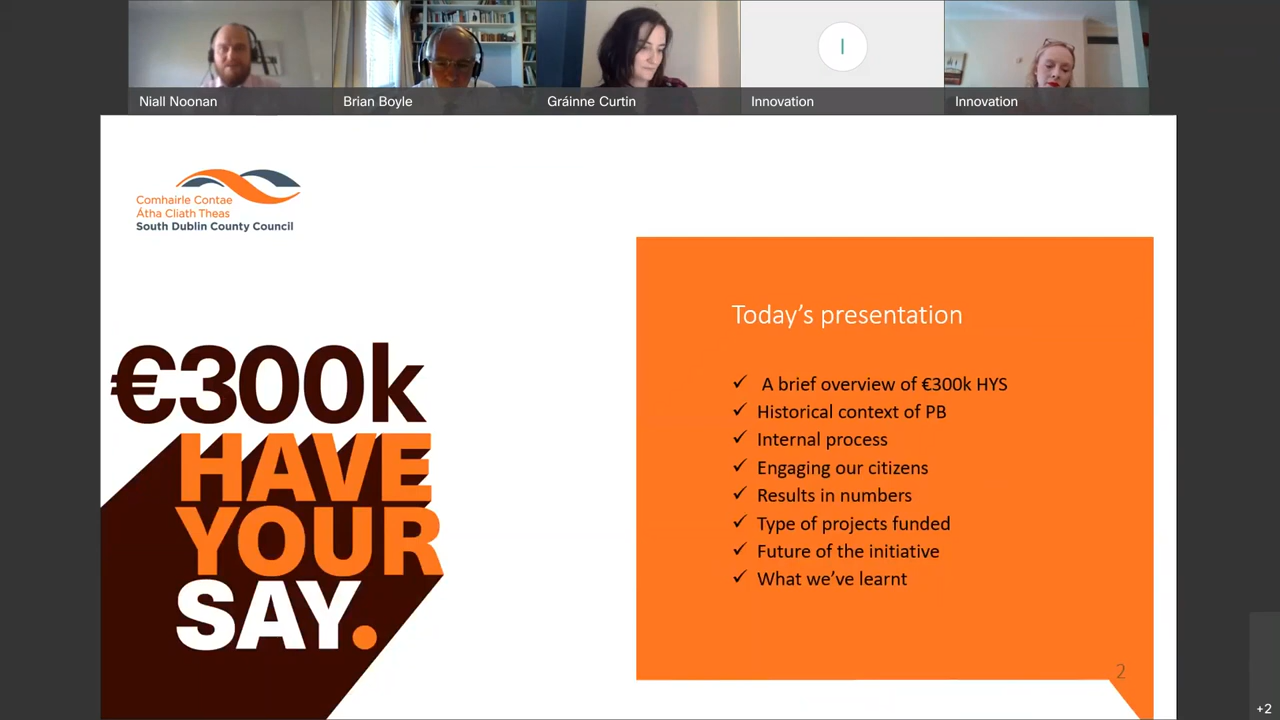 Niall Noonan
Brian Boyle
Gráinne Curtin
I
Innovation
Innovation
Comhairle Contae
Átha Cliath Theas
South Dublin County Council
€300k
HAVE
YOUR
SAY.
Today's presentation
✓ A brief overview of €300k HYS
✓ Historical context of PB
✓ Internal process
✓ Engaging our citizens
✓ Results in numbers
✓ Type of projects funded
✓ Future of the initiative
✓ What we've learnt
2
+2